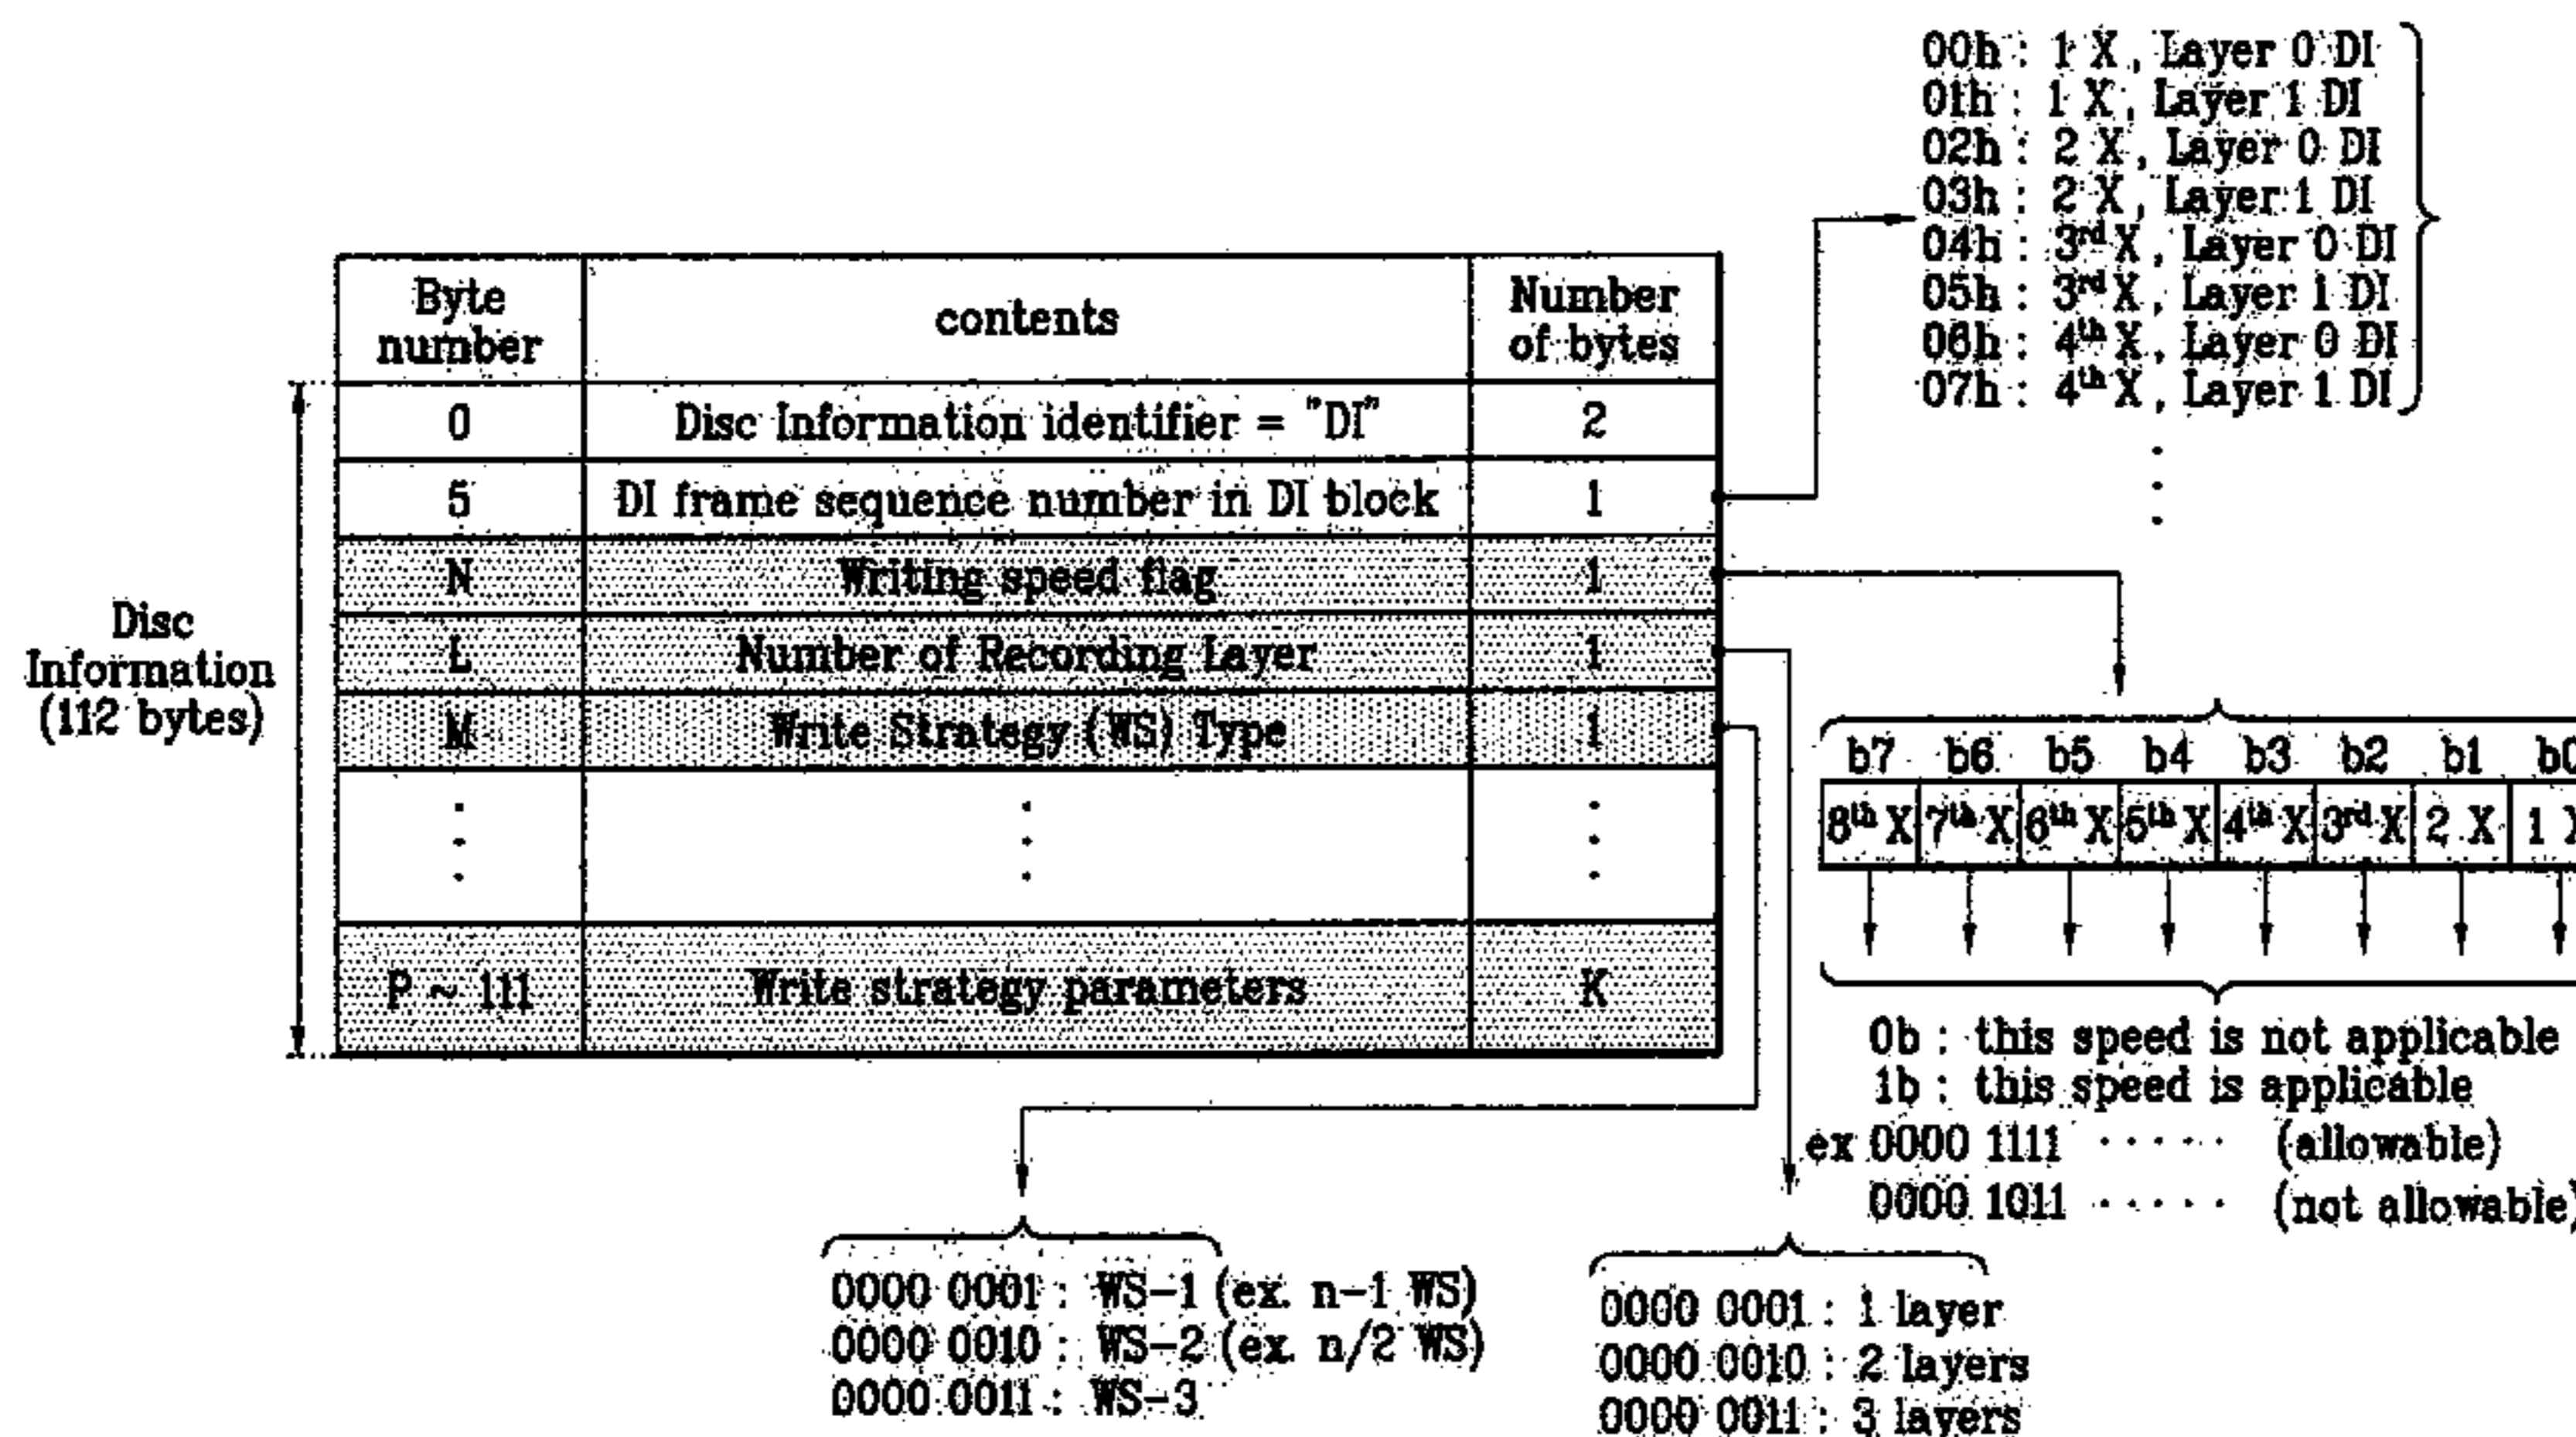 00h : 1 X, Layer 0 DI
01h : 1 X, Layer 1 DI
02h : 2 X, Layer 0 DI
03h : 2 X, Layer 1 DI
04h : 3rd X, Layer 0 DI
05h : 3rd X, Layer 1 DI
06h : 4th X, Layer 0 DI
07h : 4th X, Layer 1 DI
Byte number contents Number of bytes
0 Disc Information identifier = "DI" 2
5 DI frame sequence number in DI block 1
N Writing speed flag 1
L Number of Recording Layer 1
M Write Strategy (WS) Type 1
P ~ 111 Write strategy parameters K
Disc
Information
(112 bytes)
b7 b6 b5 b4 b3 b2 b1 b0
8th X 7th X 6th X 5th X 4th X 3rd X 2 X 1 X
0b : this speed is not applicable
1b : this speed is applicable
ex 0000 1111 ····· (allowable)
0000 1011 ····· (not allowable)
0000 0001 : WS-1 (ex. n-1 WS)
0000 0010 : WS-2 (ex. n/2 WS)
0000 0011 : WS-3
0000 0001 : 1 layer
0000 0010 : 2 layers
0000 0011 : 3 layers